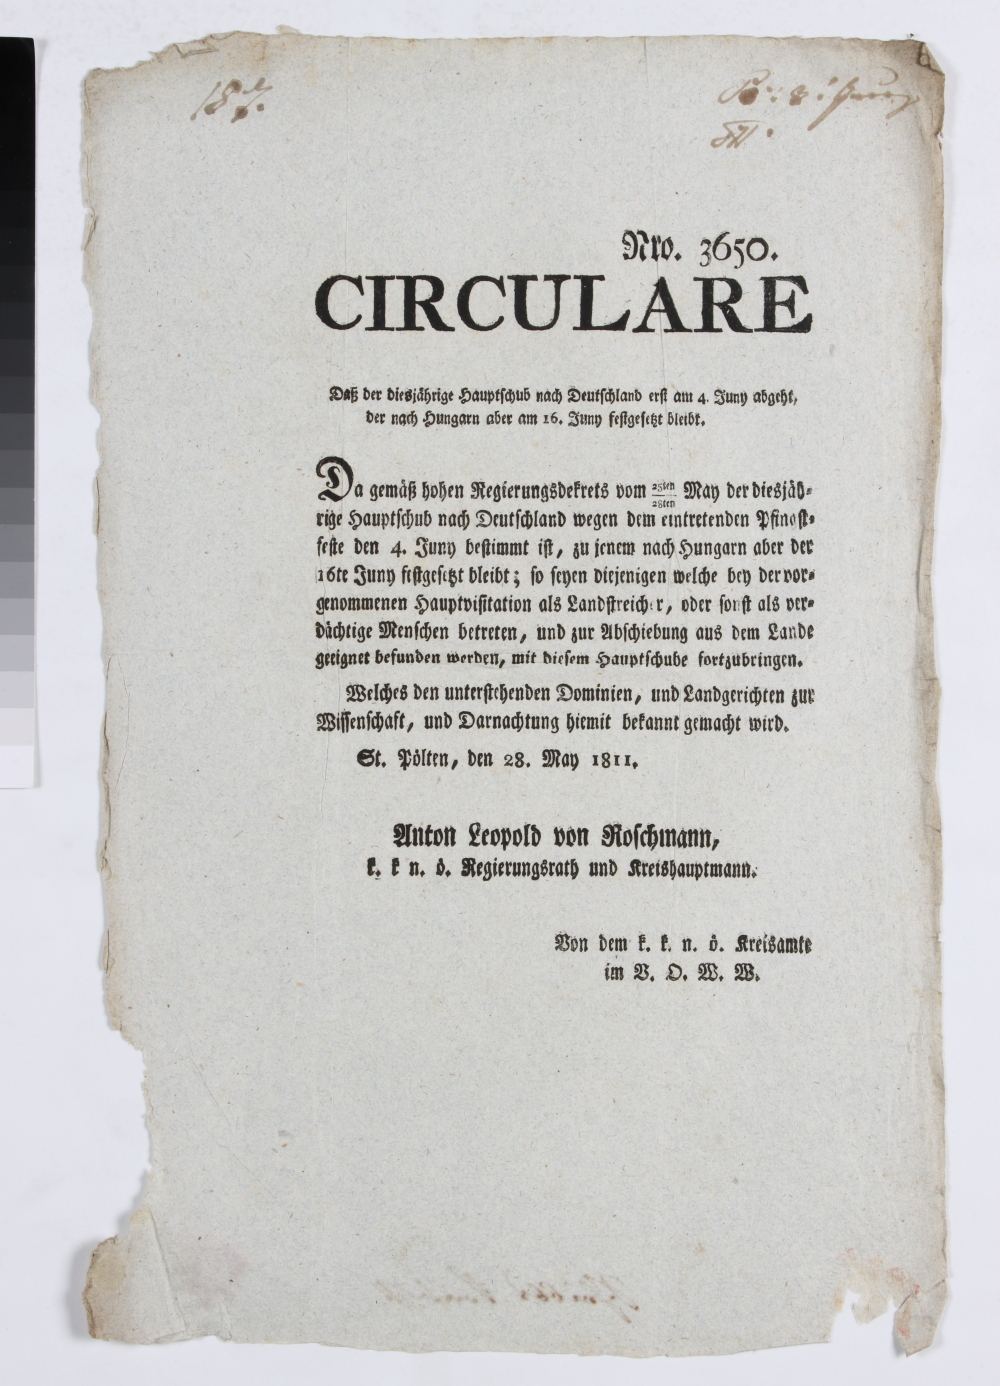 187.
Nro. 3650.
CIRCULARE
Daß der diesjährige Hauptschub nach Deutschland erst am 4. Juny abgeht,
der nach Hungarn aber am 16. Juny festgesetzt bleibt.
Da gemäß hohen Regierungsdekrets vom 25ten/28ten May der diesjäh-
rige Hauptschub nach Deutschland wegen dem eintretenden Pfingst-
feste den 4. Juny bestimmt ist, zu jenem nach Hungarn aber der
16te Juny festgesetzt bleibt; so seyen diejenigen welche bey der vor-
genommenen Hauptvisitation als Landstreicher, oder sonst als ver-
dächtige Menschen betreten, und zur Abschiebung aus dem Lande
geeignet befunden werden, mit diesem Hauptschube fortzubringen.
Welches den unterstehenden Dominien, und Landgerichten zur
Wissenschaft, und Darnachtung hiemit bekannt gemacht wird.
St. Pölten, den 28. May 1811.
Anton Leopold von Roschmann,
k. k n. ö. Regierungsrath und Kreishauptmann.
Von dem k. k. n. ö. Kreisamte
im V. O. W. W.